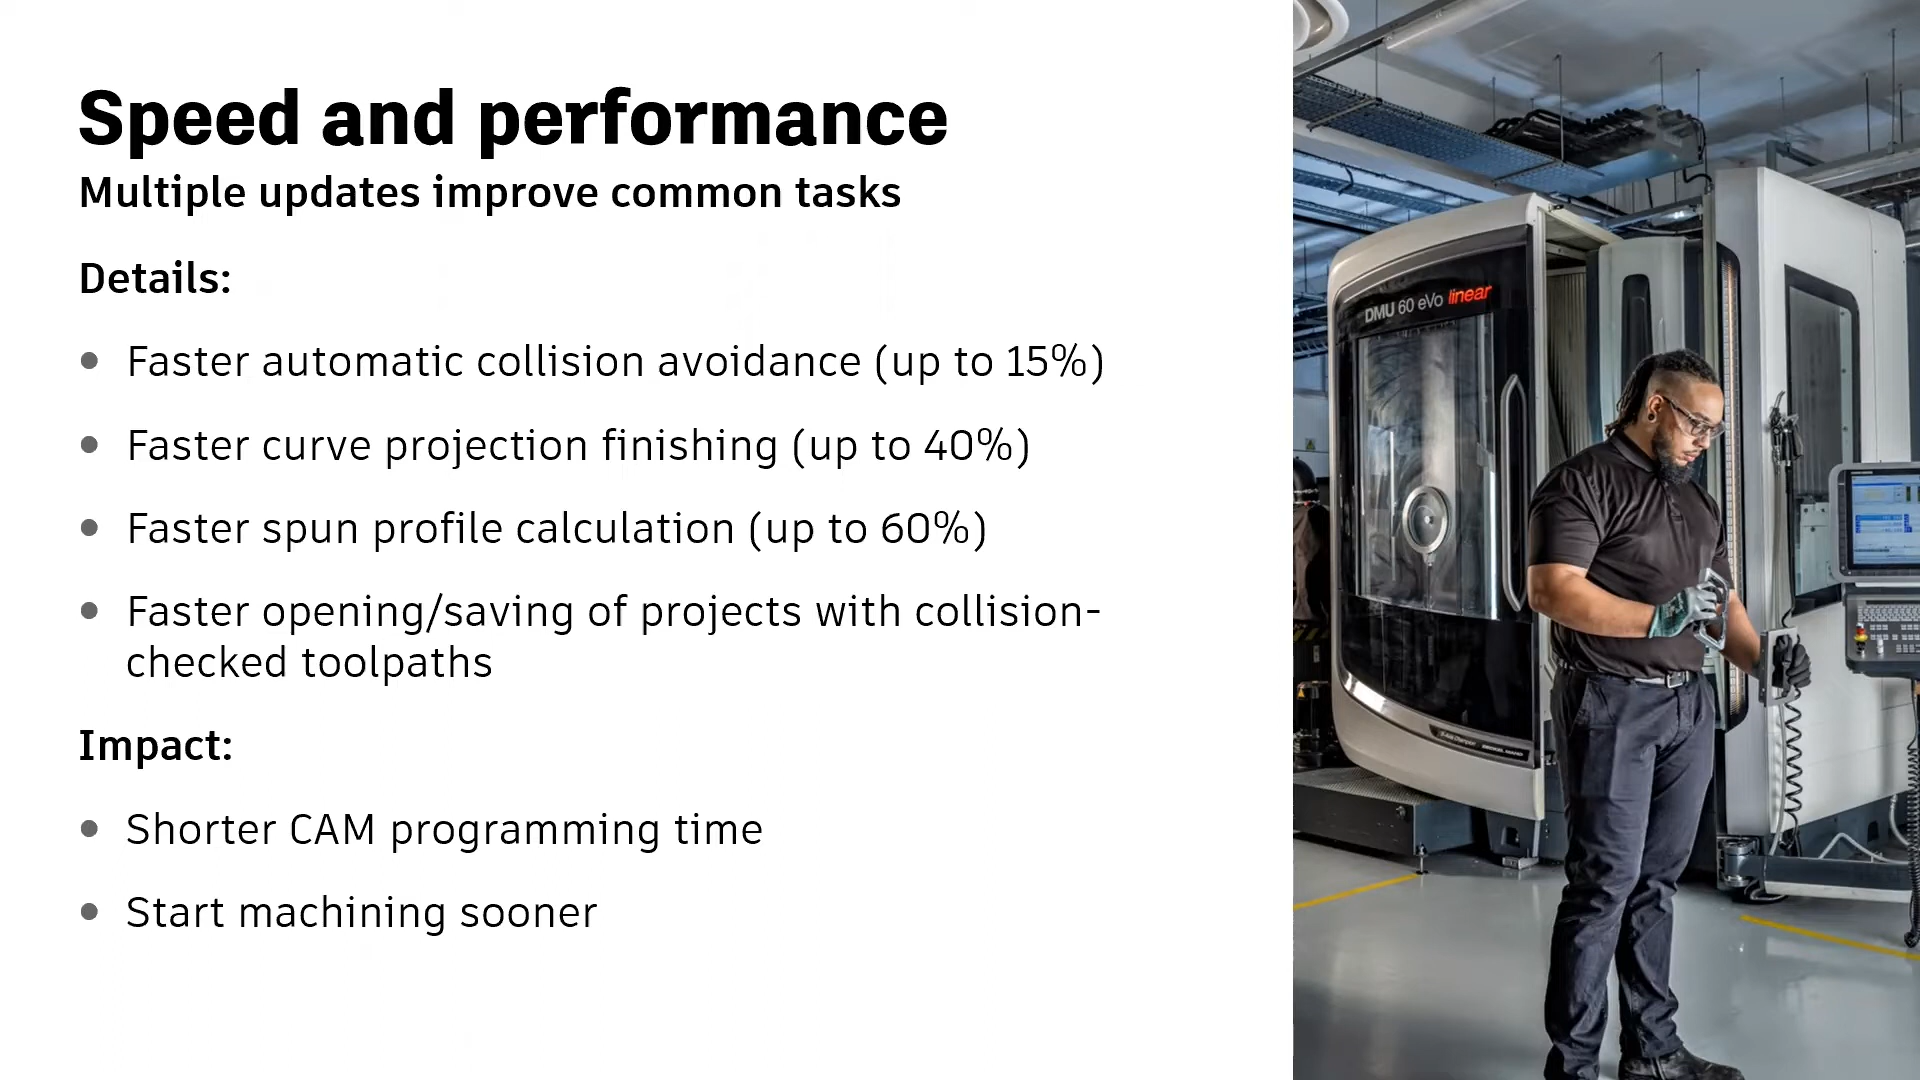 Speed and performance
Multiple updates improve common tasks
Details:
Faster automatic collision avoidance (up to 15%)
Faster curve projection finishing (up to 40%)
Faster spun profile calculation (up to 60%)
Faster opening/saving of projects with collision-
checked toolpaths
Impact:
Shorter CAM programming time
Start machining sooner
DMU 60 eVo linear